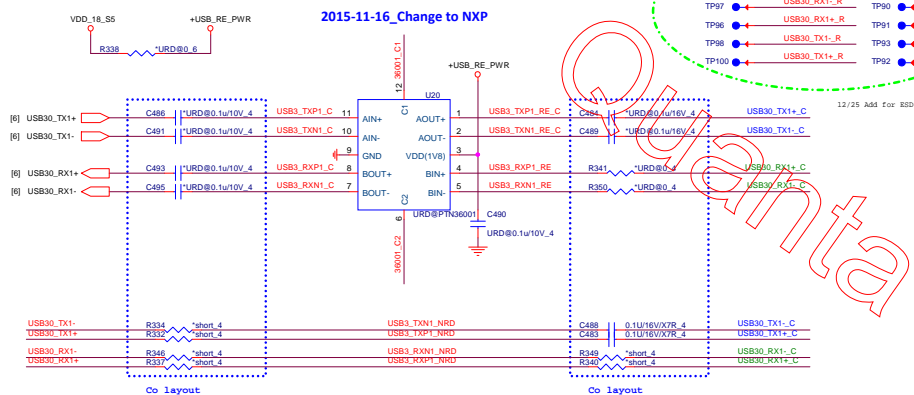 2015-11-16_Change to NXP
VDD_18_S5
+USB_RE_PWR
R338
*URD@0_6
TP97
USB30_RX1-_R
TP90
TP96
USB30_RX1+_R
TP91
TP98
USB30_TX1-_R
TP93
TP100
USB30_TX1+_R
TP92
12/25 Add for ESD
36001_C1
12
C1
U20
+USB_RE_PWR
[6] USB30_TX1+
C486
*URD@0.1u/10V_4
USB3_TXP1_C
11
AIN+
AOUT+
1
USB3_TXP1_RE_C
*URD@0.1u/16V_4
USB30_TX1+_C
[6] USB30_TX1-
C491
*URD@0.1u/10V_4
USB3_TXN1_C
10
AIN-
AOUT-
2
USB3_TXN1_RE_C
C489
*URD@0.1u/16V_4
USB30_TX1-_C
9
GND
VDD(1V8)
3
[6] USB30_RX1+
C493
*URD@0.1u/10V_4
USB3_RXP1_C
8
BOUT+
BIN+
4
USB3_RXP1_RE
R341
*URD@0_4
USB30_RX1+_C
[6] USB30_RX1-
C495
*URD@0.1u/10V_4
USB3_RXN1_C
7
BOUT-
BIN-
5
USB3_RXN1_RE
R350
*URD@0_4
USB30_RX1-_C
C2
6
36001_C2
URD@PTN36001
C490
URD@0.1u/10V_4
USB30_TX1-
R334
*short_4
USB3_TXN1_NRD
C488
0.1U/16V//X7R_4
USB30_TX1-_C
USB30_TX1+
R332
*short_4
USB3_TXP1_NRD
C483
0.1U/16V//X7R_4
USB30_TX1+_C
USB30_RX1-
R346
*short_4
USB3_RXN1_NRD
R349
*short_4
USB30_RX1-_C
USB30_RX1+
R337
*short_4
USB3_RXP1_NRD
R340
*short_4
USB30_RX1+_C
Co layout
Co layout
Quanta